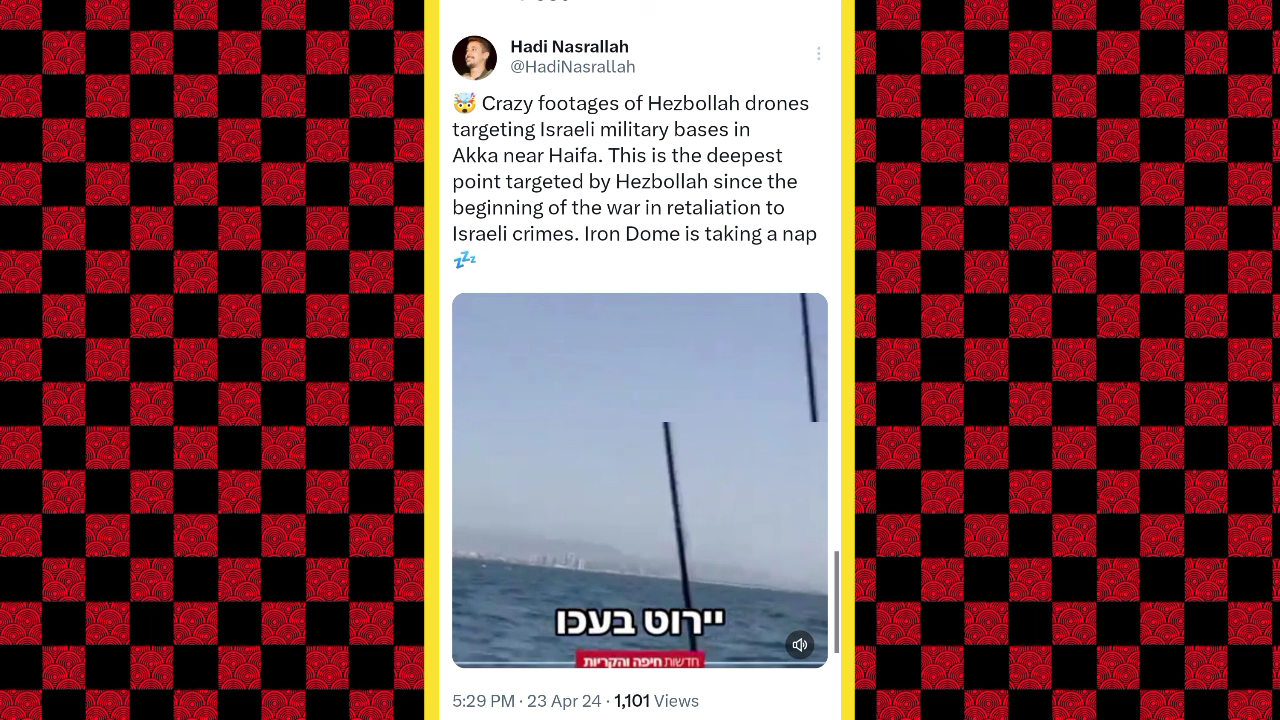 Hadi Nasrallah
@HadiNasrallah
🤯 Crazy footages of Hezbollah drones
targeting Israeli military bases in
Akka near Haifa. This is the deepest
point targeted by Hezbollah since the
beginning of the war in retaliation to
Israeli crimes. Iron Dome is taking a nap
💤
יירוט בעכו
חדשות חיפה והקריות
5:29 PM · 23 Apr 24 · 1,101 Views